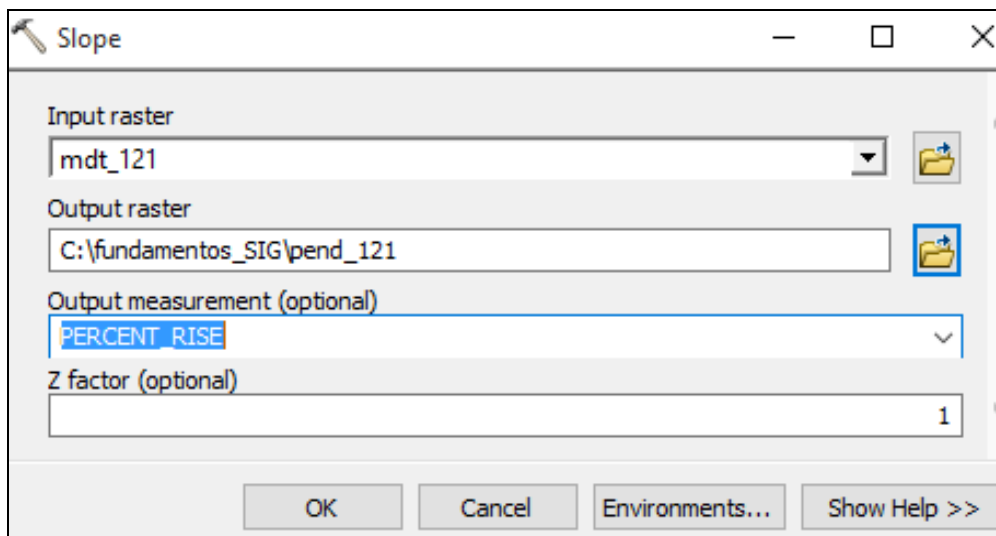 Slope
Input raster
mdt_121
Output raster
C:\fundamentos_SIG\pend_121
Output measurement (optional)
PERCENT_RISE
Z factor (optional)
1
OK Cancel Environments... Show Help >>